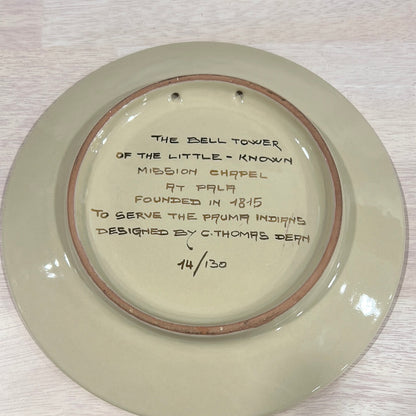 THE BELL TOWER
OF THE LITTLE - KNOWN
MISSION CHAPEL
AT PALA
FOUNDED IN 1815
TO SERVE THE PAUMA INDIANS
DESIGNED BY C. THOMAS DEAN
14/130